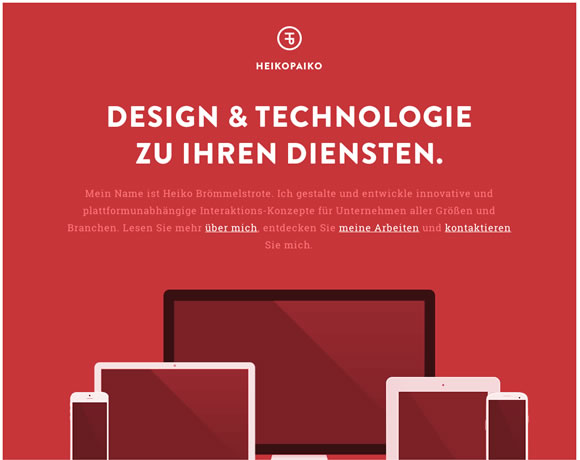 HEIKOPAIKO
DESIGN & TECHNOLOGIE
ZU IHREN DIENSTEN.
Mein Name ist Heiko Brömmelstrote. Ich gestalte und entwickle innovative und
plattformunabhängige Interaktions-Konzepte für Unternehmen aller Größen und
Branchen. Lesen Sie mehr über mich, entdecken Sie meine Arbeiten und kontaktieren
Sie mich.